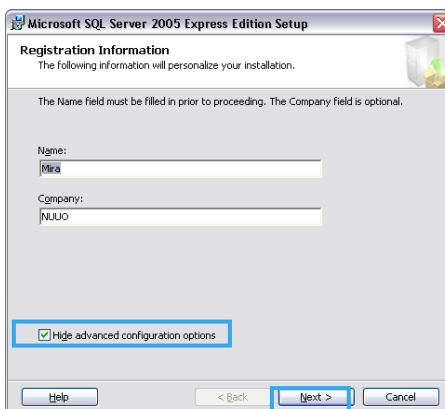 Microsoft SQL Server 2005 Express Edition Setup
Registration Information
The following information will personalize your installation.
The Name field must be filled in prior to proceeding. The Company field is optional.
Name:
Mira
Company:
NUUO
Hide advanced configuration options
Help
< Back
Next >
Cancel